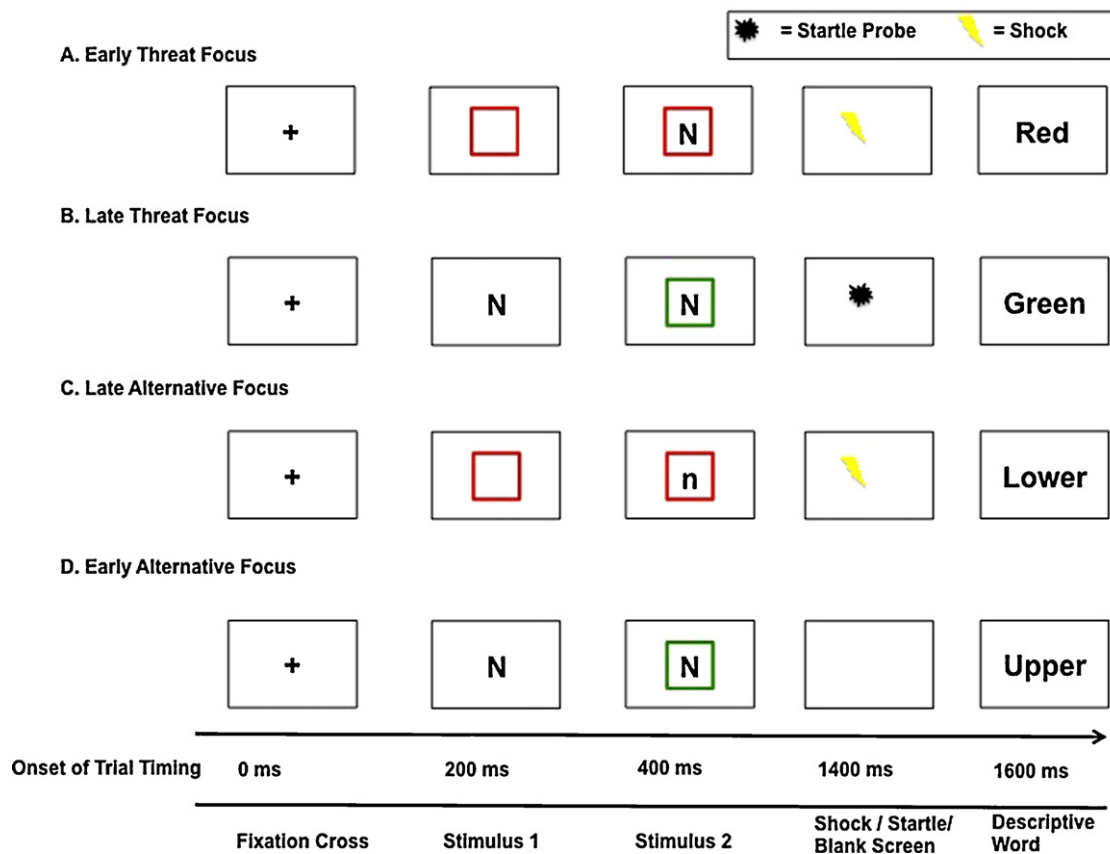 = Startle Probe = Shock
A. Early Threat Focus
+ N Red
B. Late Threat Focus
+ N N Green
C. Late Alternative Focus
+ n Lower
D. Early Alternative Focus
+ N N Upper
Onset of Trial Timing 0 ms 200 ms 400 ms 1400 ms 1600 ms
Fixation Cross Stimulus 1 Stimulus 2 Shock / Startle/ Descriptive
Blank Screen Word